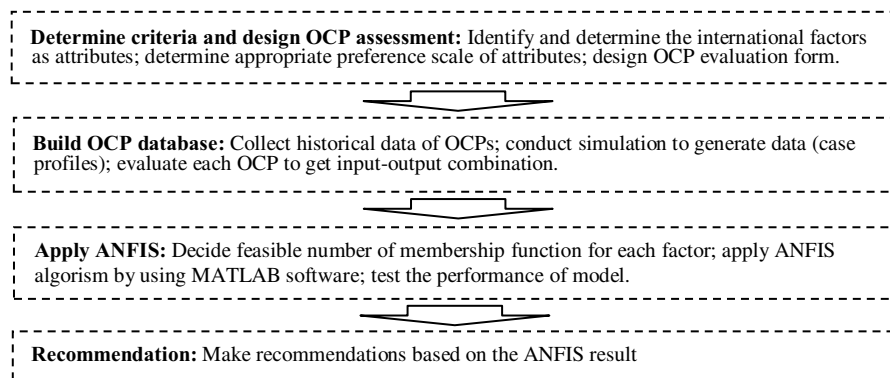 Determine criteria and design OCP assessment: Identify and determine the international factors
as attributes; determine appropriate preference scale of attributes; design OCP evaluation form.
Build OCP database: Collect historical data of OCPs; conduct simulation to generate data (case
profiles); evaluate each OCP to get input-output combination.
Apply ANFIS: Decide feasible number of membership function for each factor; apply ANFIS
algorism by using MATLAB software; test the performance of model.
Recommendation: Make recommendations based on the ANFIS result